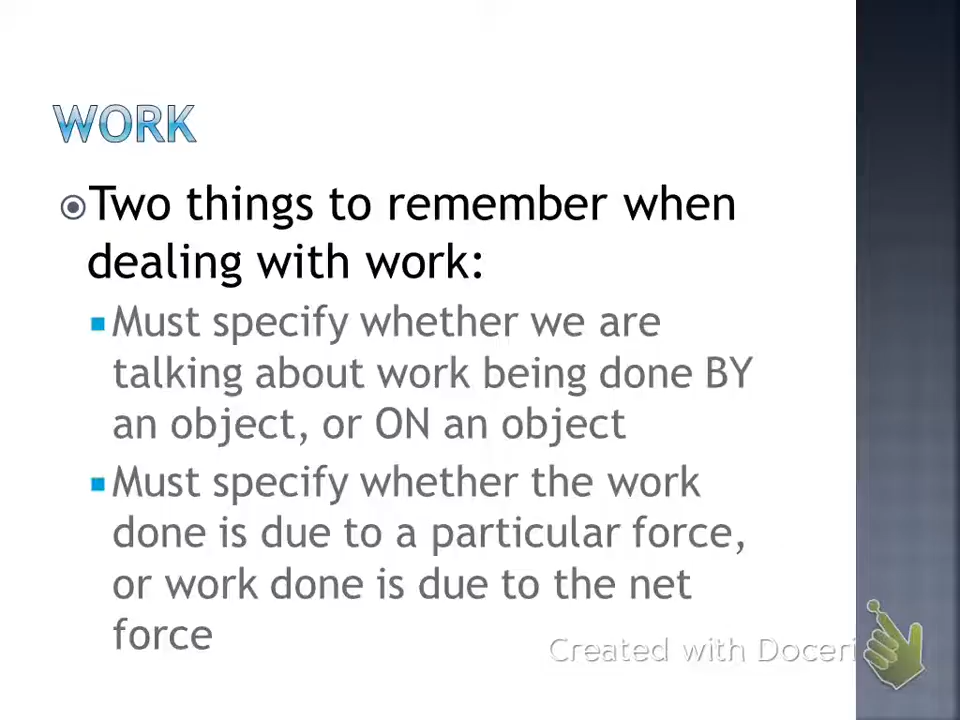 WORK
Two things to remember when
dealing with work:
Must specify whether we are
talking about work being done BY
an object, or ON an object
Must specify whether the work
done is due to a particular force,
or work done is due to the net
force
Created with Doceri